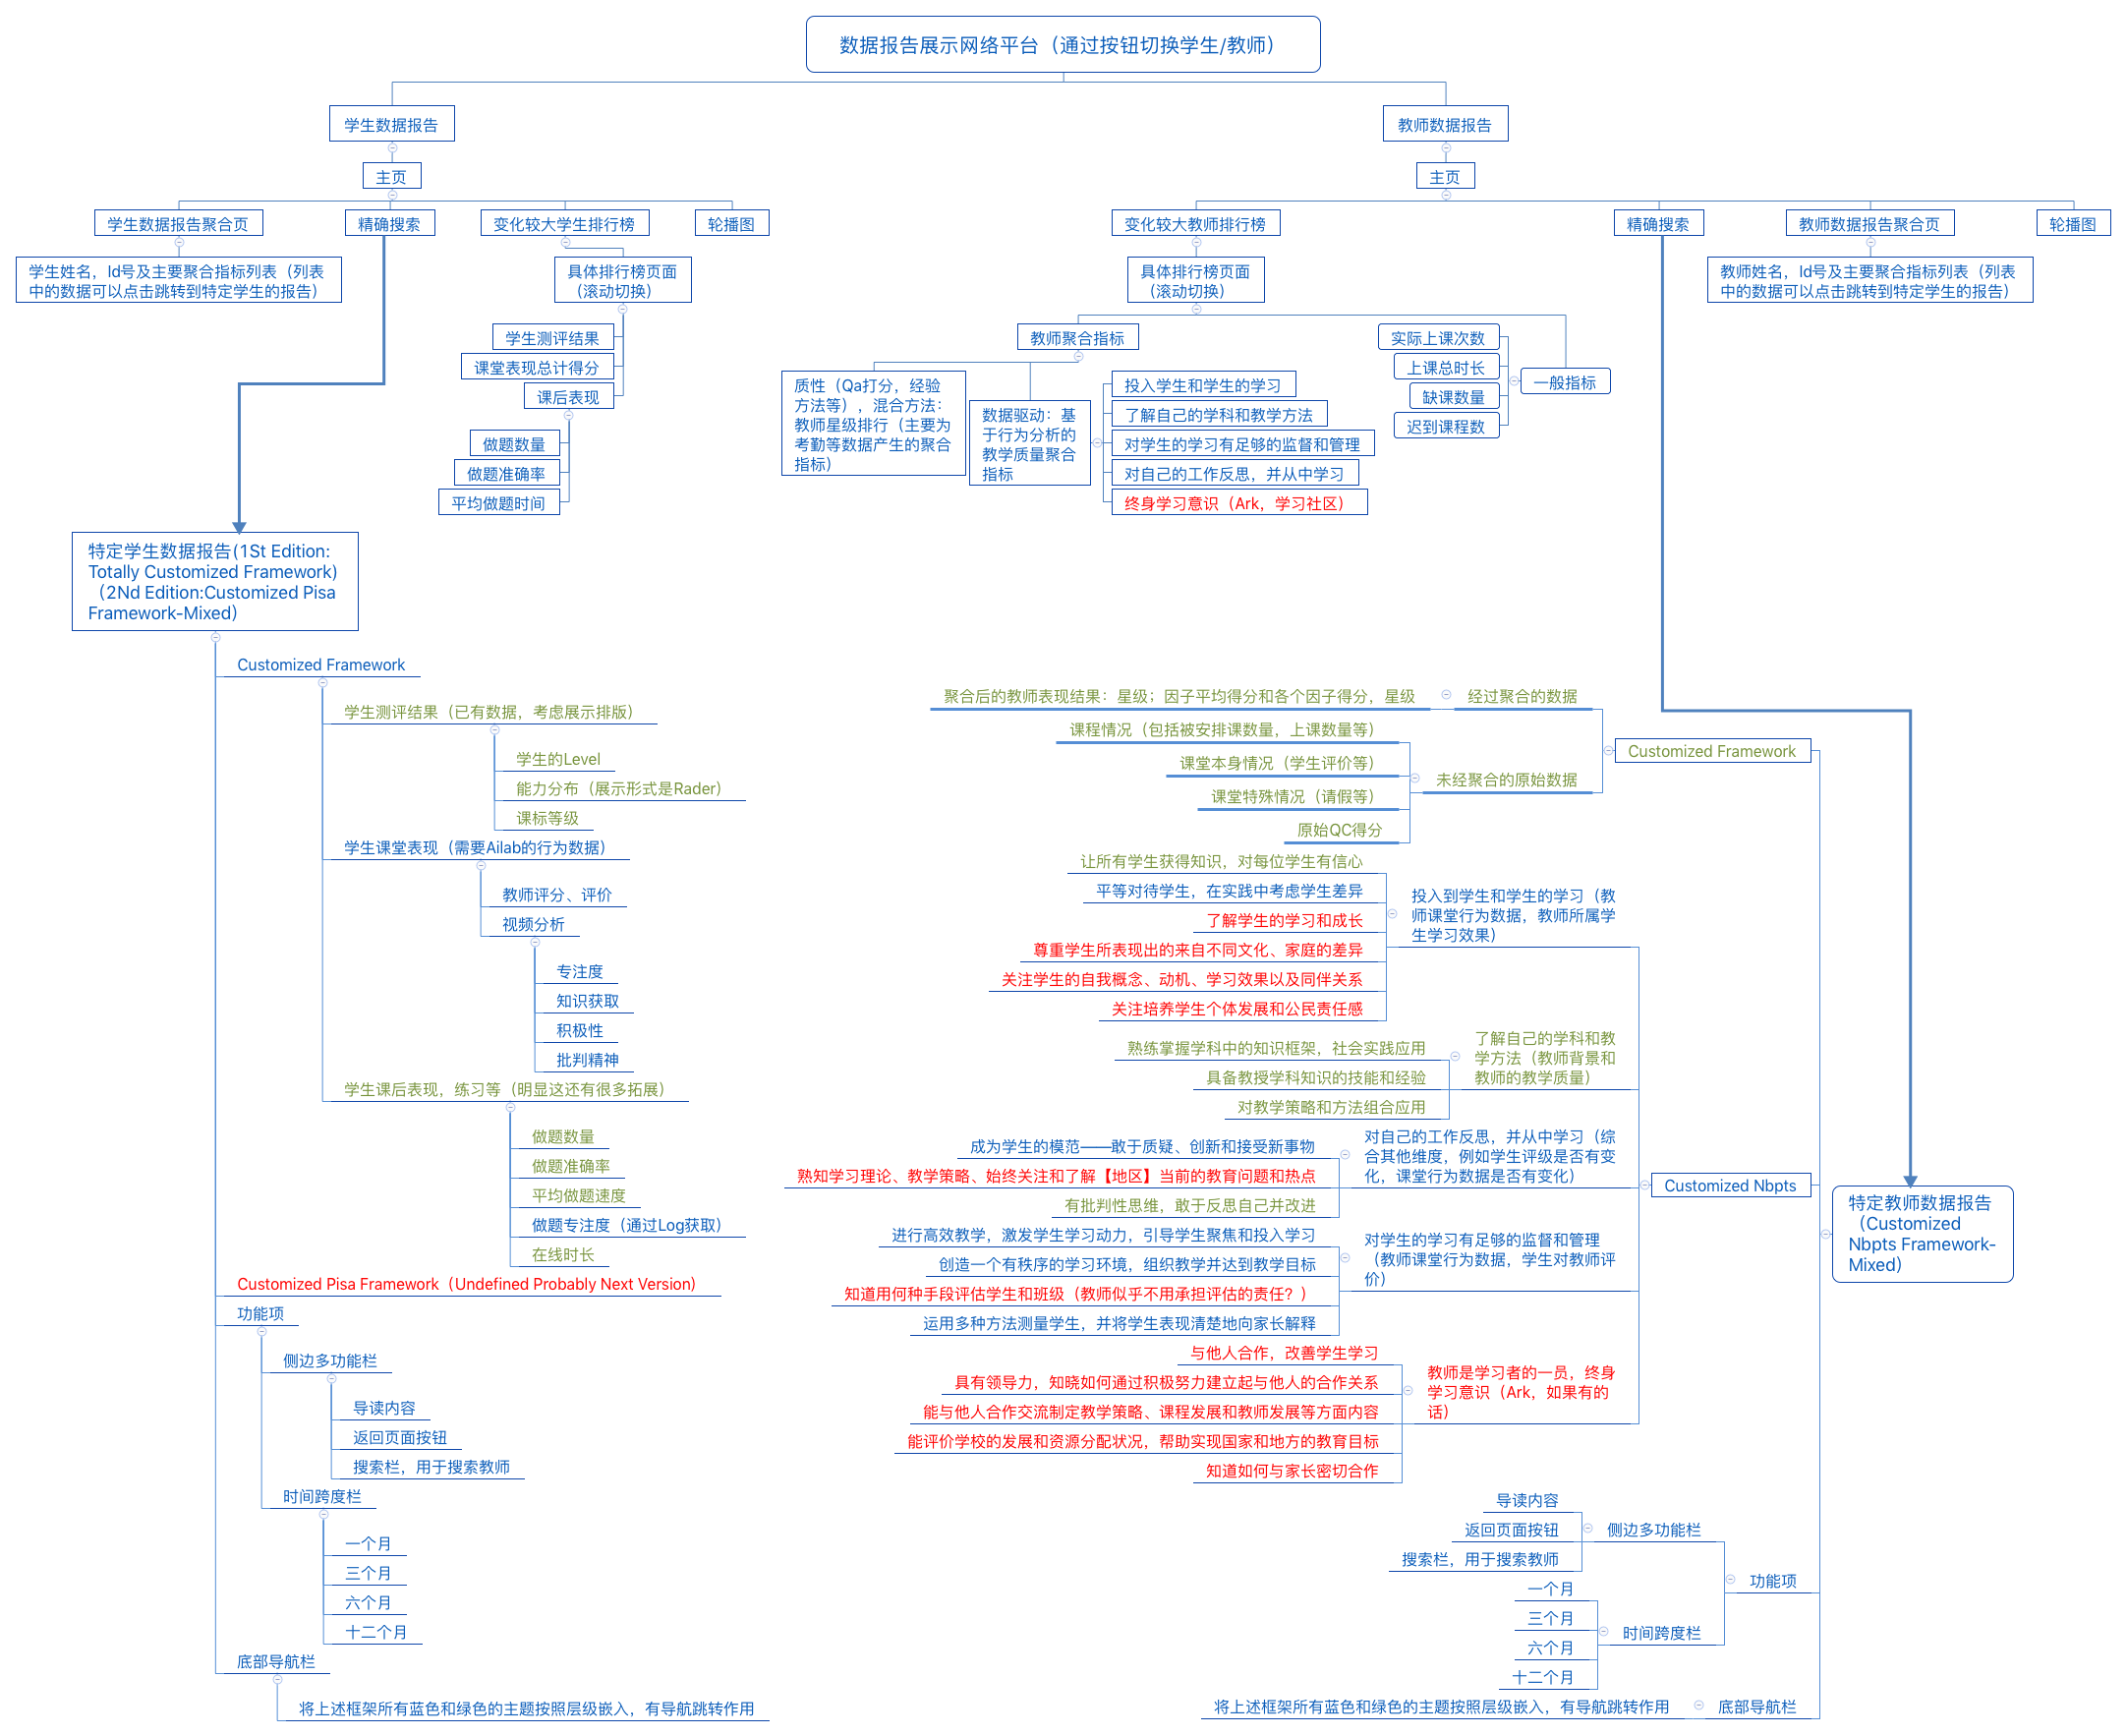 数据报告展示网络平台（通过按钮切换学生/教师）
学生数据报告
主页
学生数据报告聚合页
学生姓名，Id号及主要聚合指标列表（列表
中的数据可以点击跳转到特定学生的报告）
精确搜索
变化较大学生排行榜
具体排行榜页面
（滚动切换）
学生测评结果
课堂表现总计得分
课后表现
做题数量
做题准确率
平均做题时间
轮播图
特定学生数据报告(1St Edition:
Totally Customized Framework)
（2Nd Edition:Customized Pisa
Framework-Mixed）
Customized Framework
学生测评结果（已有数据，考虑展示排版）
学生的Level
能力分布（展示形式是Rader）
课标等级
学生课堂表现（需要Ailab的行为数据）
教师评分、评价
视频分析
专注度
知识获取
积极性
批判精神
学生课后表现，练习等（明显这还有很多拓展）
做题数量
做题准确率
平均做题速度
做题专注度（通过Log获取）
在线时长
Customized Pisa Framework（Undefined Probably Next Version)
功能项
侧边多功能栏
导读内容
返回页面按钮
搜索栏，用于搜索教师
时间跨度栏
一个月
三个月
六个月
十二个月
底部导航栏
将上述框架所有蓝色和绿色的主题按照层级嵌入，有导航跳转作用
教师数据报告
主页
变化较大教师排行榜
具体排行榜页面
（滚动切换）
教师聚合指标
质性（Qa打分，经验
方法等），混合方法：
教师星级排行（主要为
考勤等数据产生的聚合
指标）
数据驱动：基
于行为分析的
教学质量聚合
指标
投入学生和学生的学习
了解自己的学科和教学方法
对学生的学习有足够的监督和管理
对自己的工作反思，并从中学习
终身学习意识（Ark，学习社区）
一般指标
实际上课次数
上课总时长
缺课数量
迟到课程数
精确搜索
教师数据报告聚合页
教师姓名，Id号及主要聚合指标列表（列表
中的数据可以点击跳转到特定学生的报告）
轮播图
特定教师数据报告
（Customized
Nbpts Framework-
Mixed）
Customized Framework
经过聚合的数据
聚合后的教师表现结果：星级；因子平均得分和各个因子得分，星级
未经聚合的原始数据
课程情况（包括被安排课数量，上课数量等）
课堂本身情况（学生评价等）
课堂特殊情况（请假等）
原始QC得分
Customized Nbpts
投入到学生和学生的学习（教
师课堂行为数据，教师所属学
生学习效果）
让所有学生获得知识，对每位学生有信心
平等对待学生，在实践中考虑学生差异
了解学生的学习和成长
尊重学生所表现出的来自不同文化、家庭的差异
关注学生的自我概念、动机、学习效果以及同伴关系
关注培养学生个体发展和公民责任感
了解自己的学科和教
学方法（教师背景和
教师的教学质量）
熟练掌握学科中的知识框架，社会实践应用
具备教授学科知识的技能和经验
对教学策略和方法组合应用
对自己的工作反思，并从中学习（综
合其他维度，例如学生评级是否有变
化，课堂行为数据是否有变化）
成为学生的模范——敢于质疑、创新和接受新事物
熟知学习理论、教学策略、始终关注和了解【地区】当前的教育问题和热点
有批判性思维，敢于反思自己并改进
对学生的学习有足够的监督和管理
（教师课堂行为数据，学生对教师评
价）
进行高效教学，激发学生学习动力，引导学生聚焦和投入学习
创造一个有秩序的学习环境，组织教学并达到教学目标
知道用何种手段评估学生和班级（教师似乎不用承担评估的责任？）
运用多种方法测量学生，并将学生表现清楚地向家长解释
教师是学习者的一员，终身
学习意识（Ark，如果有的
话）
与他人合作，改善学生学习
具有领导力，知晓如何通过积极努力建立起与他人的合作关系
能与他人合作交流制定教学策略、课程发展和教师发展等方面内容
能评价学校的发展和资源分配状况，帮助实现国家和地方的教育目标
知道如何与家长密切合作
功能项
侧边多功能栏
导读内容
返回页面按钮
搜索栏，用于搜索教师
时间跨度栏
一个月
三个月
六个月
十二个月
底部导航栏
将上述框架所有蓝色和绿色的主题按照层级嵌入，有导航跳转作用